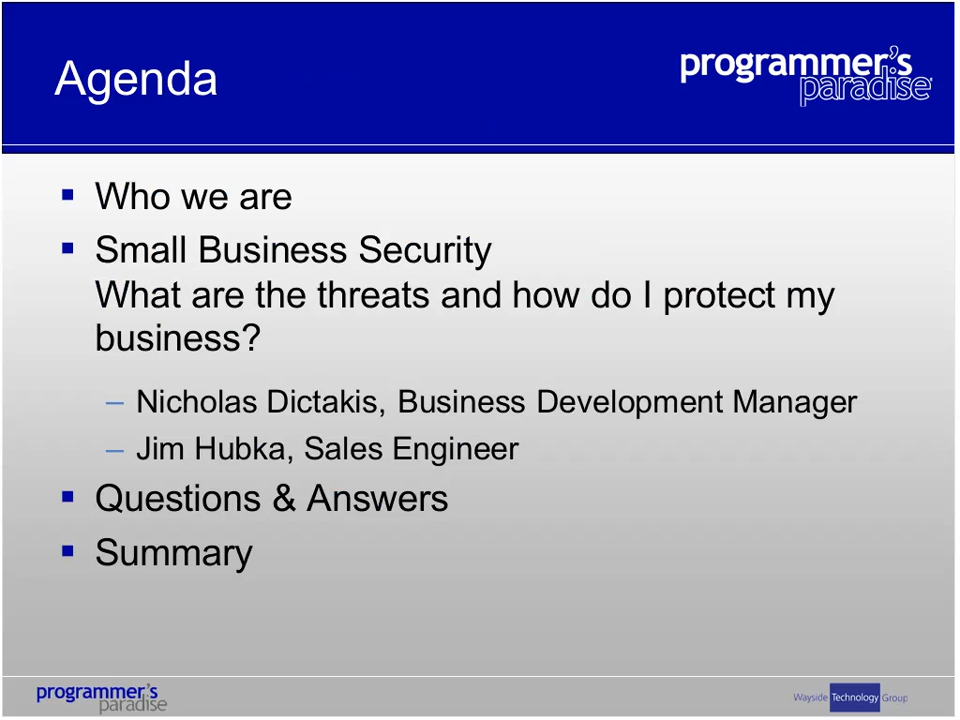 Agenda
programmer's
paradise
Who we are
Small Business Security
What are the threats and how do I protect my
business?
– Nicholas Dictakis, Business Development Manager
– Jim Hubka, Sales Engineer
Questions & Answers
Summary
programmer's
paradise
Wayside Technology Group